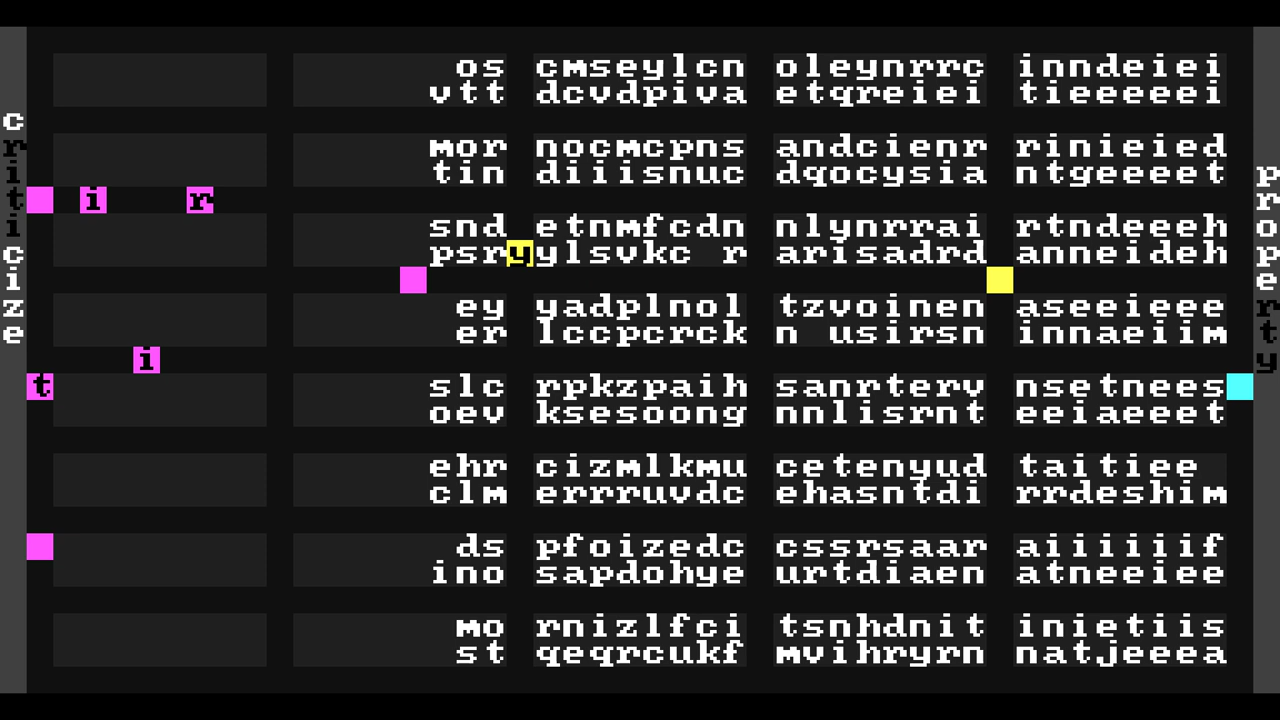 os cmseylcn oleynrrc inndeiei
vtt dcvdpiva etqreiei tieeeeei
criticize
mor nocmcpns andcienr rinieied
tin diiisnuc dqocysia ntgeeeet
property
i r
snd etnmfcdn nlynrrai rtndeeeh
psryylsvkc r arisadrd anneideh
ey yadplnol tzvoinen aseeieee
er lccpcrck n usirsn innaeiim
i
t slc rpkzpaih sanrterv nsetnees
oev ksesoong nnlisrnt eeiaeeet
ehr cizmlkmu cetenyud taitiee
clm errruvdc ehasntdi rrdeshim
ds pfoizedc cssrsaar aiiiiiif
ino sapdohye urtdiaen atneeiee
mo rnizlfci tsnhdnit inietiis
st qeqrcukf mvihryrn natjeeea